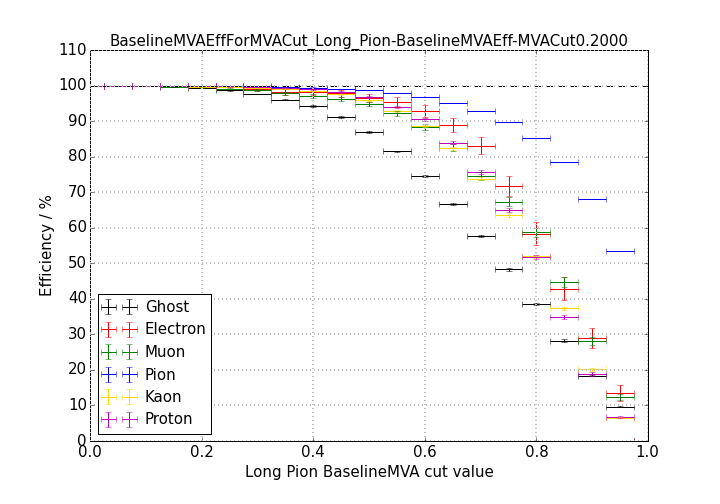 BaselineMVAEffForMVACut_Long_Pion-BaselineMVAEff-MVACut0.2000
110
100
90
80
70
60
50
40
30
20
10
0
Efficiency / %
Ghost
Electron
Muon
Pion
Kaon
Proton
0.0 0.2 0.4 0.6 0.8 1.0
Long Pion BaselineMVA cut value